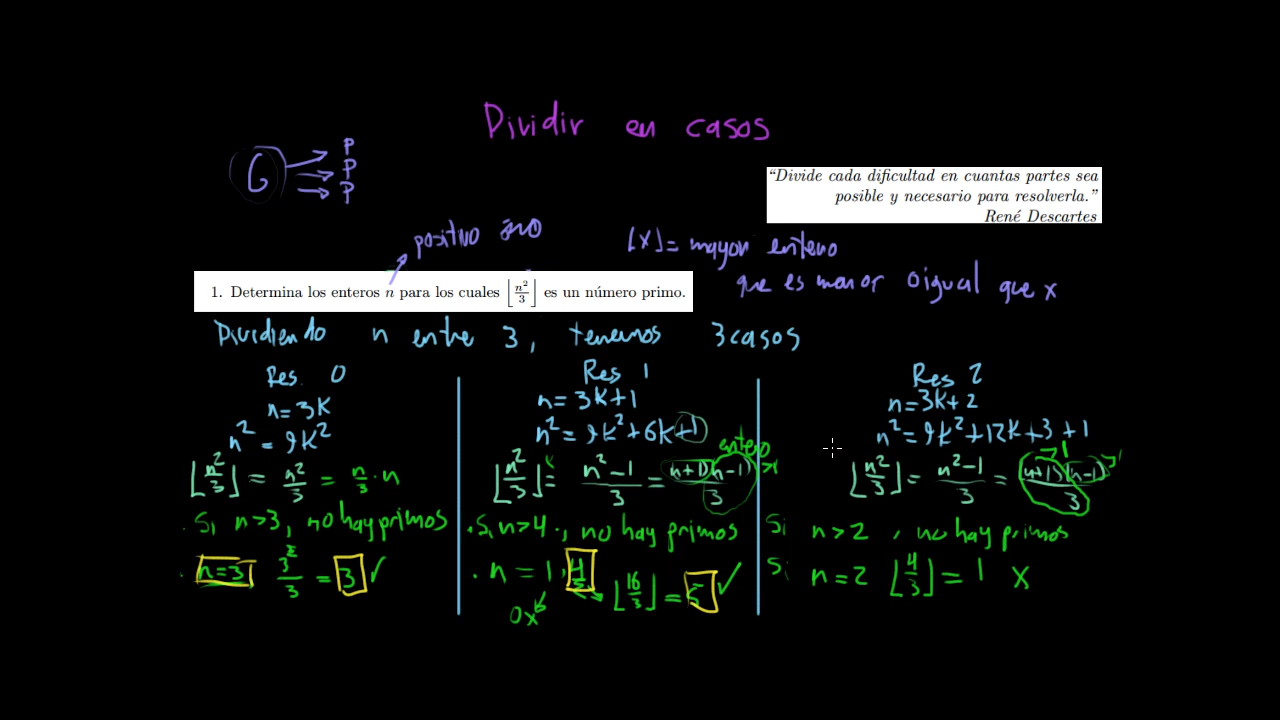 Dividir en casos
G P
P
P
“Divide cada dificultad en cuantas partes sea
posible y necesario para resolverla.”
René Descartes
positivo
⌊x⌋ = mayor entero
que es menor o igual que x
1. Determina los enteros n para los cuales ⌊n²/3⌋ es un número primo.
Dividiendo n entre 3, tenemos 3 casos
Res. 0
n = 3K
n² = 9K²
⌊n²/3⌋ = n²/3 = n/3 · n
. Si n>3, no hay primos
. n=3 3²/3 = 3 ✓
Res 1
n = 3K+1
n² = 9K²+6K+1
entero
⌊n²/3⌋ = (n²-1)/3 = (n+1)(n-1)/3 >1
. Si n>4, no hay primos
. n = 1, 4 ⌊16/3⌋ = 5 ✓
0x
Res 2
n=3K+2
n² = 9K²+12K+3+1
⌊n²/3⌋ = (n²-1)/3 = (n+1)(n-1)/3 >1 >1
Si n>2, no hay primos
Si n=2 ⌊4/3⌋ = 1 X